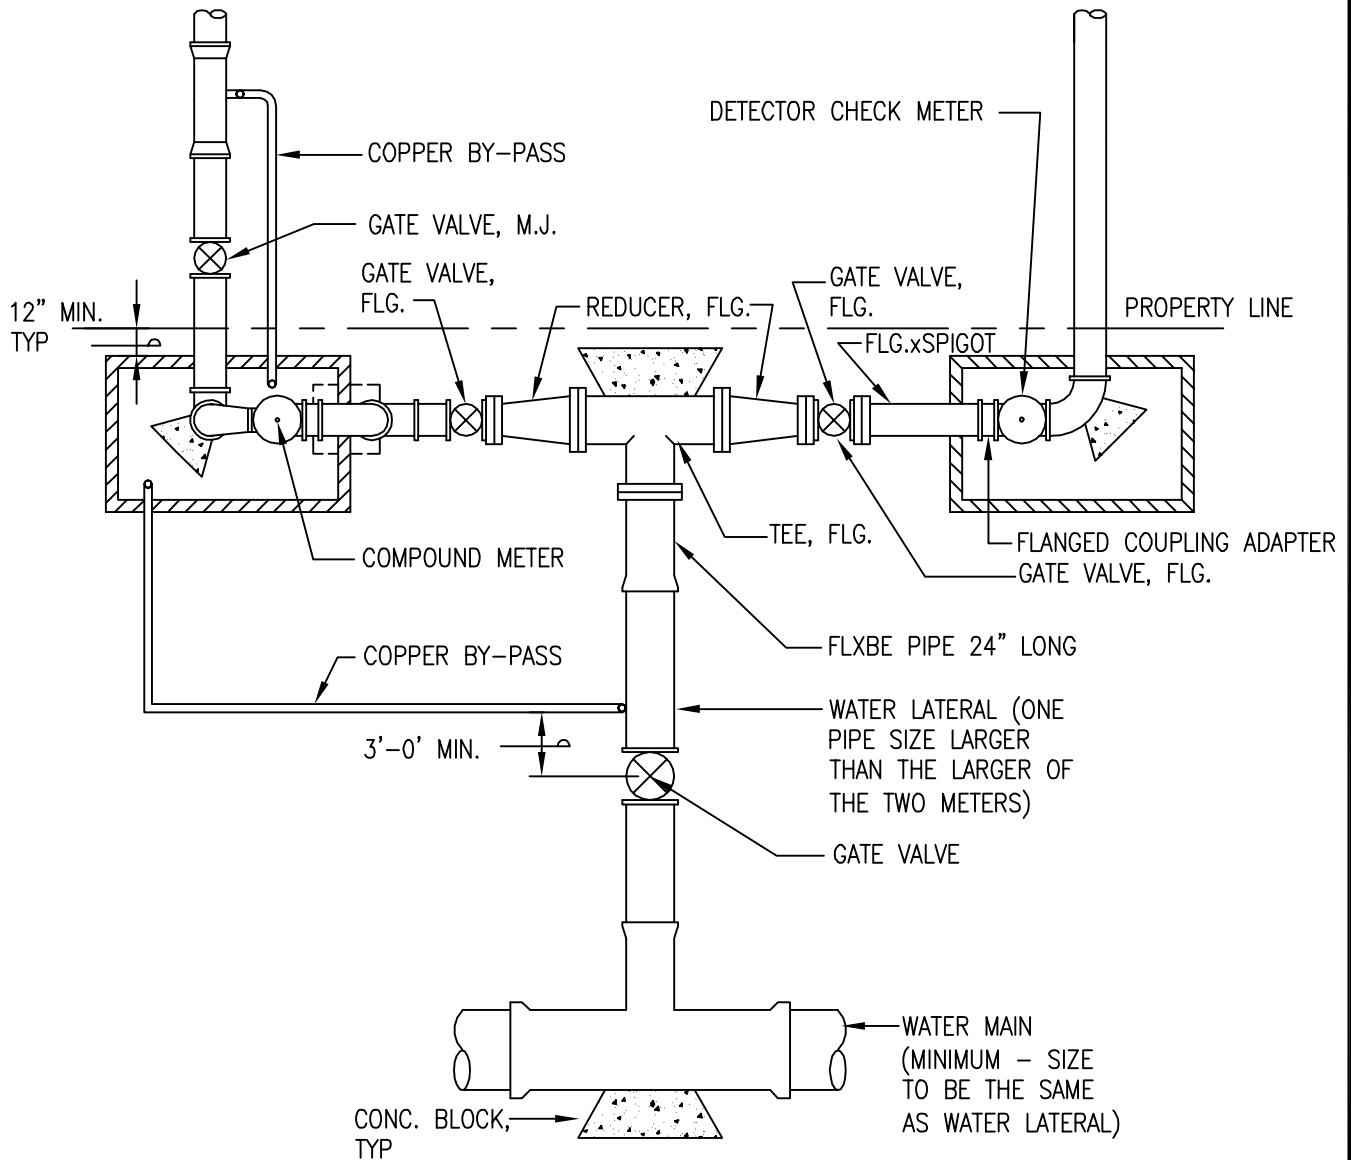 DETECTOR CHECK METER
COPPER BY-PASS
GATE VALVE, M.J.
GATE VALVE,
FLG.
REDUCER, FLG.
GATE VALVE,
FLG.
12" MIN.
TYP
PROPERTY LINE
FLG.xSPIGOT
TEE, FLG.
FLANGED COUPLING ADAPTER
COMPOUND METER
GATE VALVE, FLG.
FLXBE PIPE 24" LONG
COPPER BY-PASS
WATER LATERAL (ONE
PIPE SIZE LARGER
THAN THE LARGER OF
THE TWO METERS)
3'-0' MIN.
GATE VALVE
WATER MAIN
(MINIMUM - SIZE
TO BE THE SAME
AS WATER LATERAL)
CONC. BLOCK,
TYP